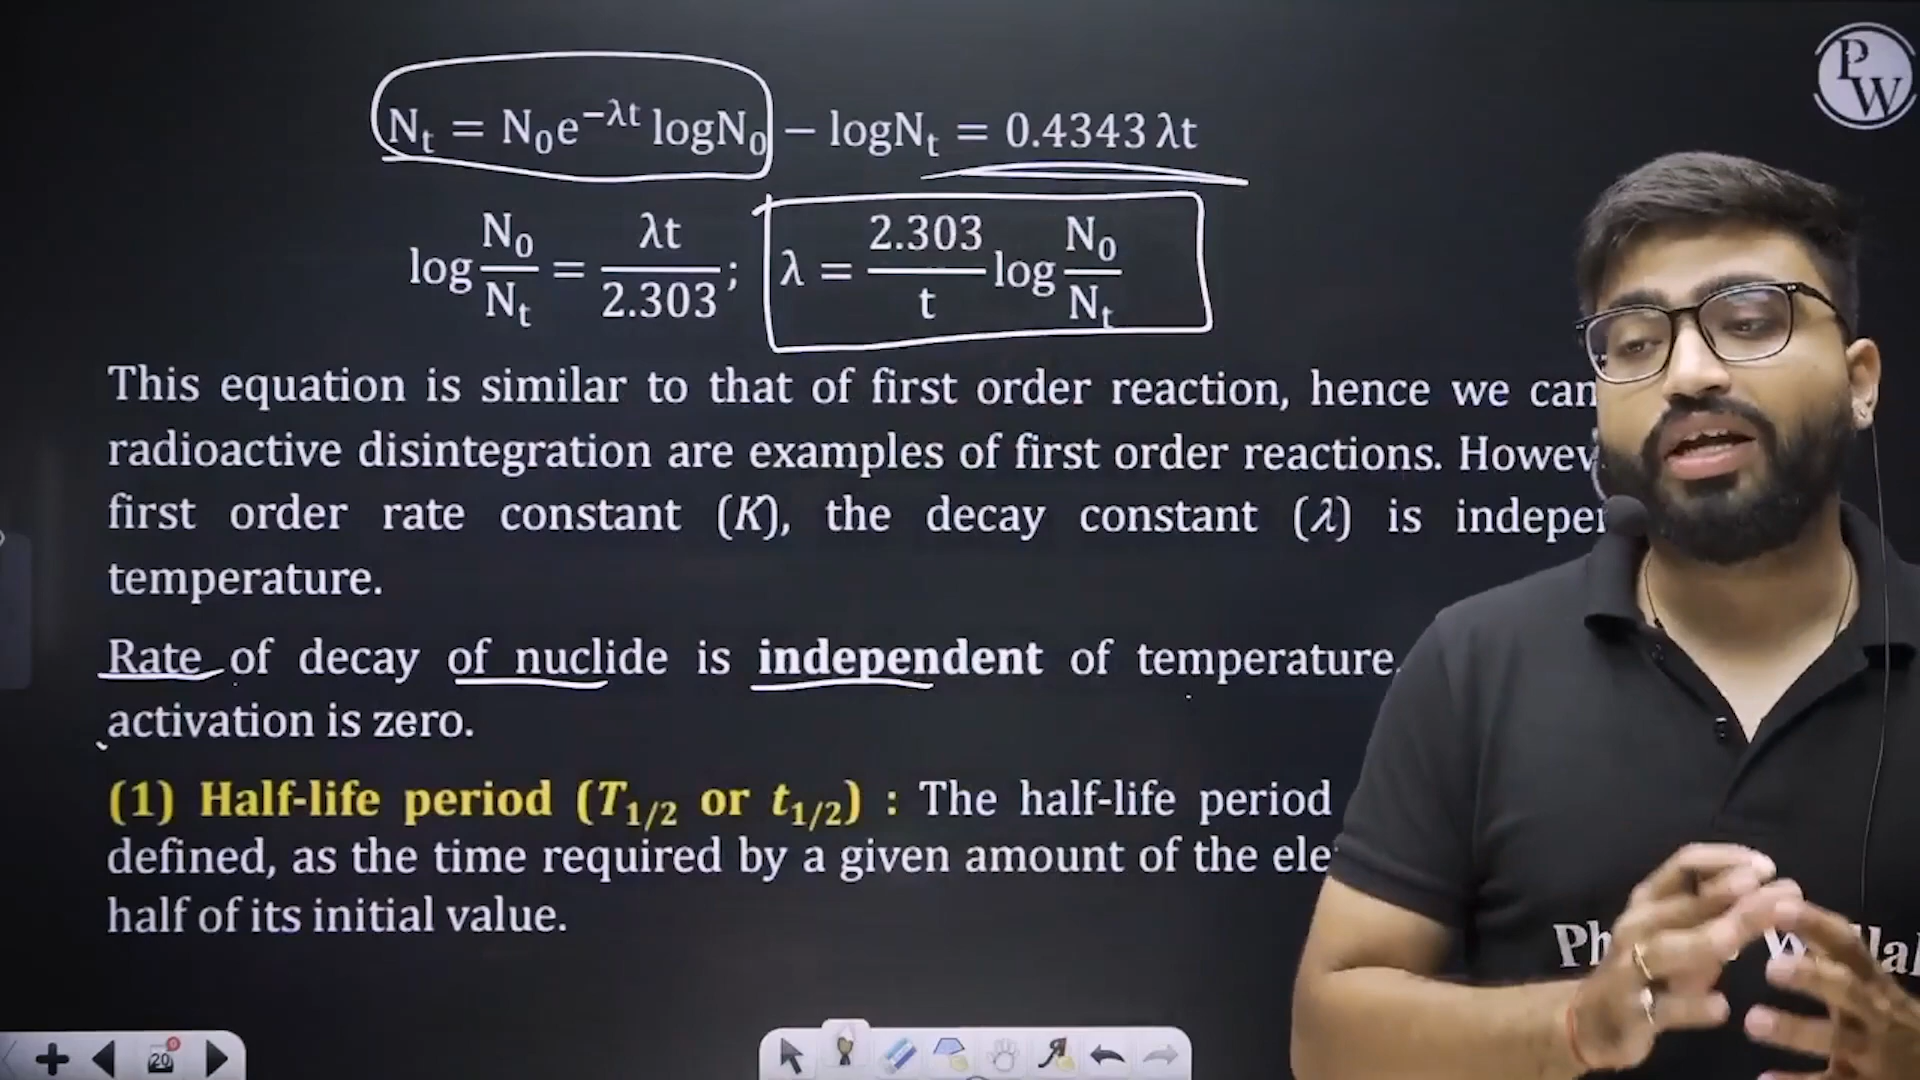 PW
Nₜ = N₀e^(−λt) logN₀ − logNₜ = 0.4343 λt
log N₀/Nₜ = λt/2.303 ; λ = 2.303/t log N₀/Nₜ
This equation is similar to that of first order reaction, hence we can
radioactive disintegration are examples of first order reactions.
first order rate constant (K), the decay constant (λ) is
temperature.
Rate of decay of nuclide is independent of temperature.
activation is zero.
(1) Half-life period (T₁/₂ or t₁/₂) : The half-life period
defined, as the time required by a given amount of the
half of its initial value.
20